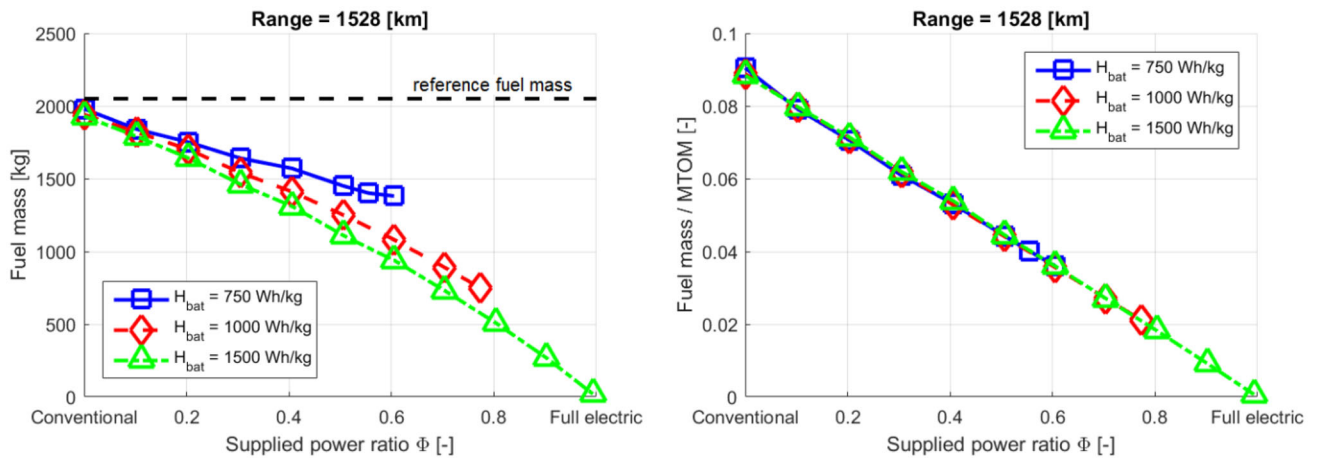 Range = 1528 [km]
2500
2000
1500
1000
500
0
Fuel mass [kg]
reference fuel mass
H_bat = 750 Wh/kg
H_bat = 1000 Wh/kg
H_bat = 1500 Wh/kg
Conventional 0.2 0.4 0.6 0.8 Full electric
Supplied power ratio Φ [-]
Range = 1528 [km]
0.1
0.08
0.06
0.04
0.02
0
Fuel mass / MTOM [-]
H_bat = 750 Wh/kg
H_bat = 1000 Wh/kg
H_bat = 1500 Wh/kg
Conventional 0.2 0.4 0.6 0.8 Full electric
Supplied power ratio Φ [-]